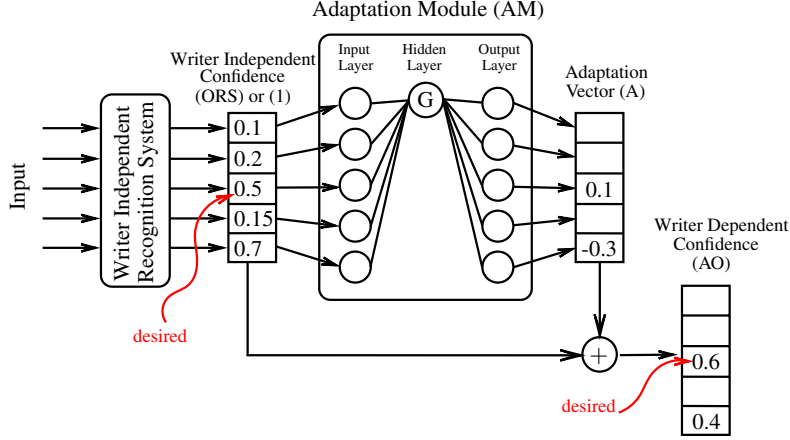 Adaptation Module (AM)
Writer Independent
Confidence
(ORS) or (1)
Input
Layer
Hidden
Layer
Output
Layer
Adaptation
Vector (A)
Input
Writer Independent
Recognition System
0.1
0.2
0.5
0.15
0.7
G
0.1
-0.3
desired
+
Writer Dependent
Confidence
(AO)
0.6
0.4
desired